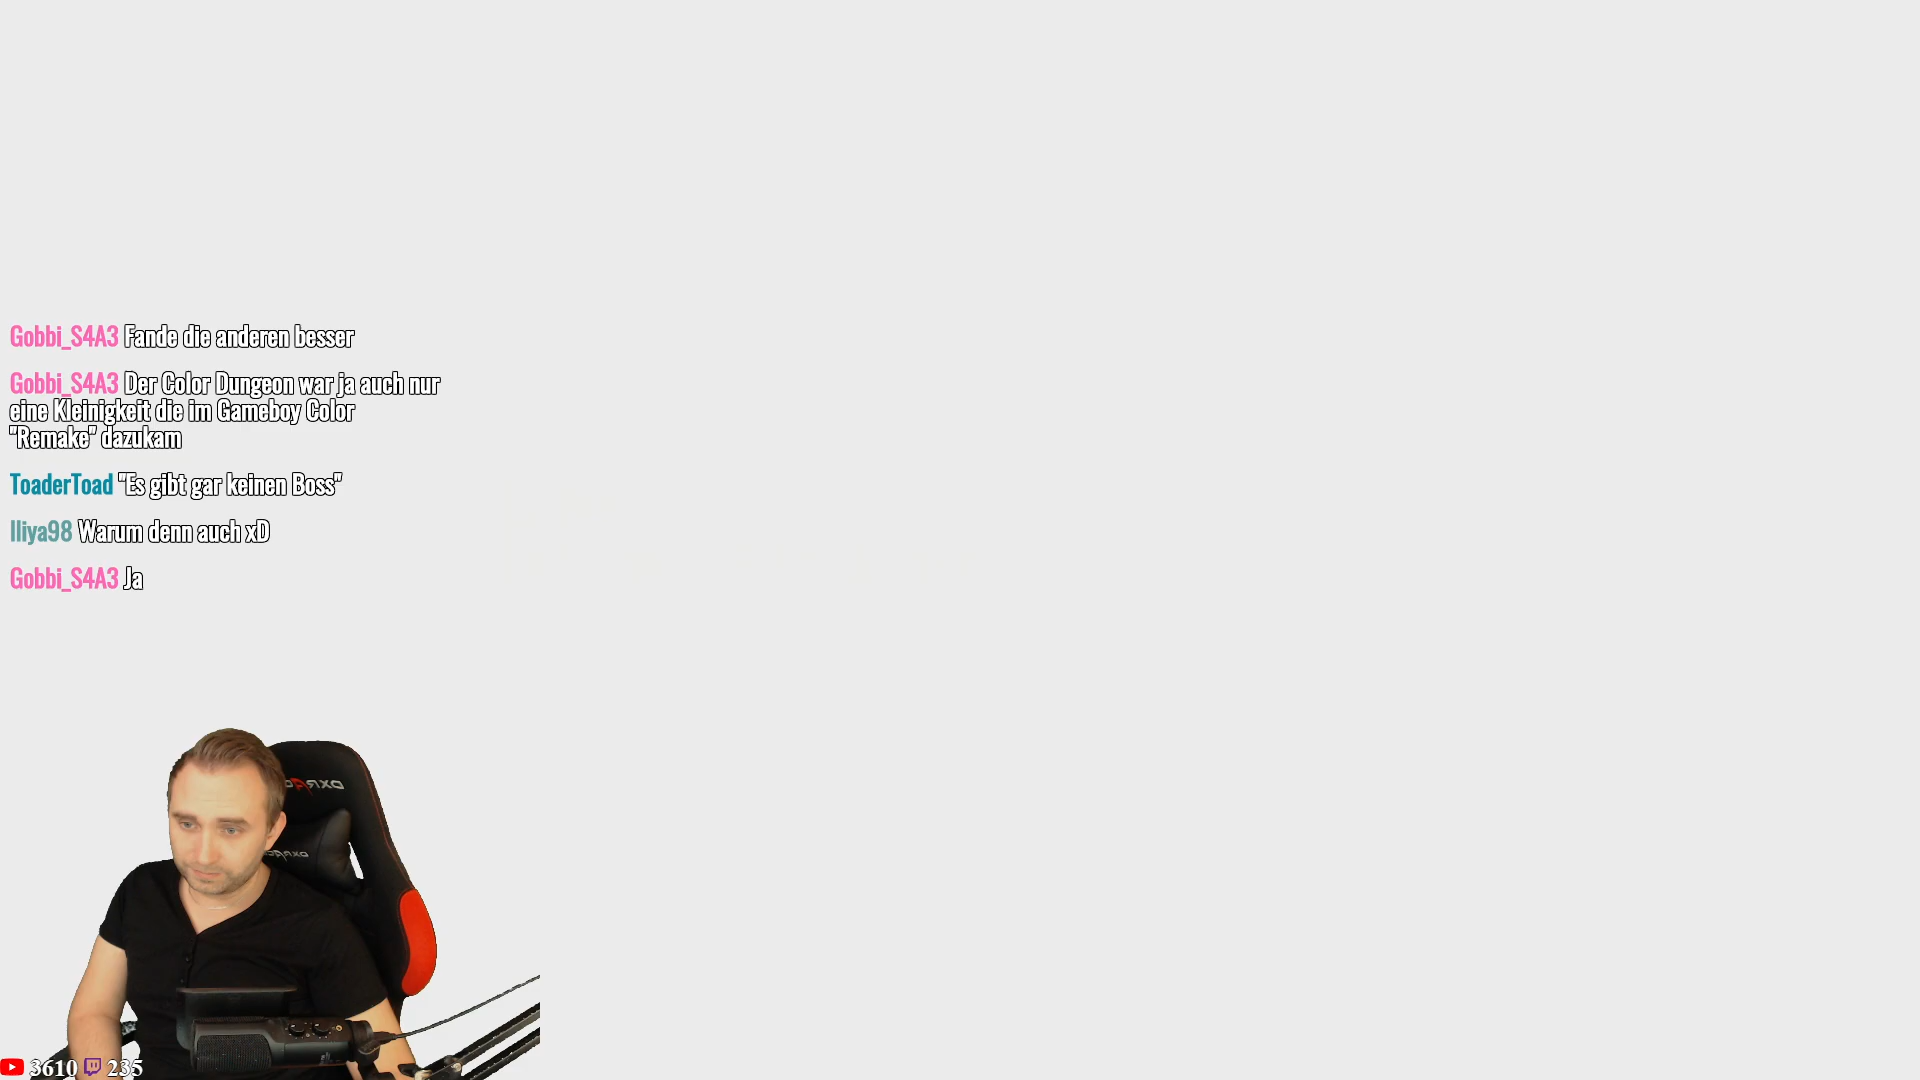 Gobbi_S4A3 Fande die anderen besser
Gobbi_S4A3 Der Color Dungeon war ja auch nur
eine Kleinigkeit die im Gameboy Color
"Remake" dazukam
ToaderToad "Es gibt gar keinen Boss"
Iliya98 Warum denn auch xD
Gobbi_S4A3 Ja
3610 235